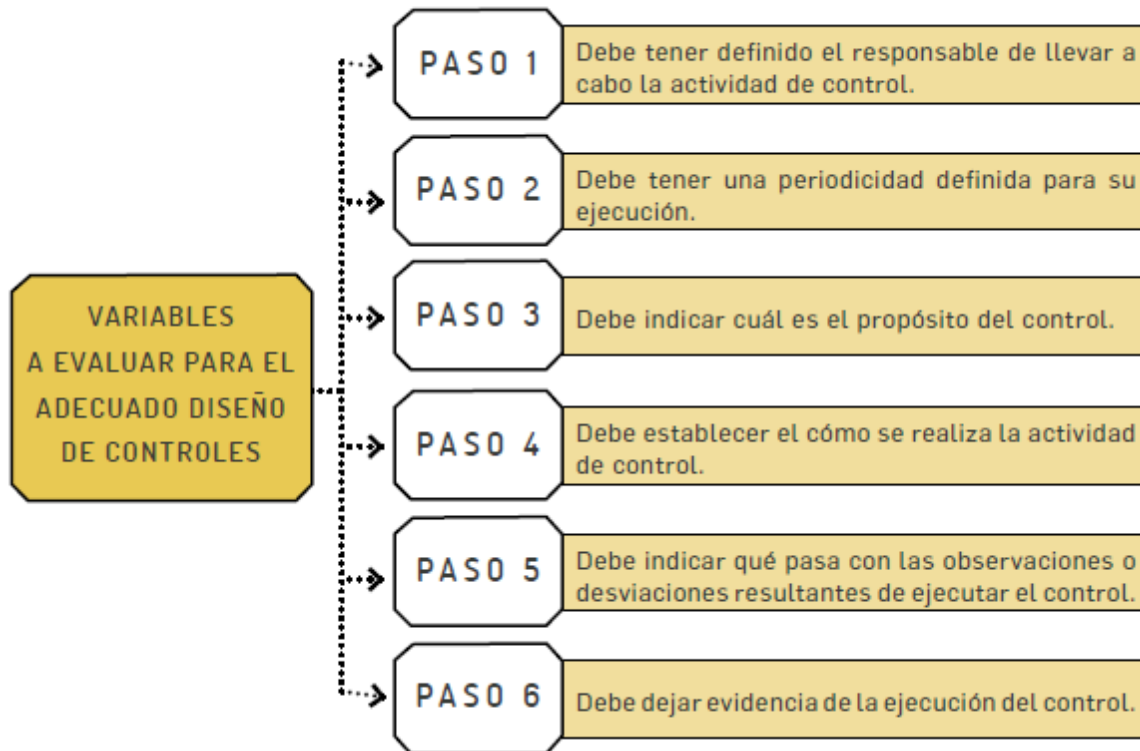 PASO 1
Debe tener definido el responsable de llevar a
cabo la actividad de control.
PASO 2
Debe tener una periodicidad definida para su
ejecución.
VARIABLES
A EVALUAR PARA EL
ADECUADO DISEÑO
DE CONTROLES
PASO 3
Debe indicar cuál es el propósito del control.
PASO 4
Debe establecer el cómo se realiza la actividad
de control.
PASO 5
Debe indicar qué pasa con las observaciones o
desviaciones resultantes de ejecutar el control.
PASO 6
Debe dejar evidencia de la ejecución del control.